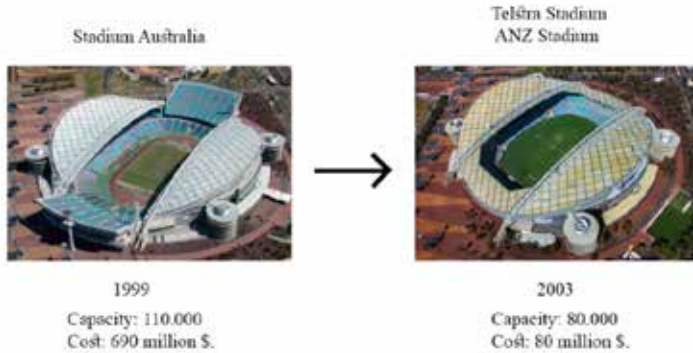 Stadium Australia
1999
Capacity: 110.000
Cost: 690 million $.
Telstra Stadium
ANZ Stadium
2003
Capacity: 80.000
Cost: 80 million $.